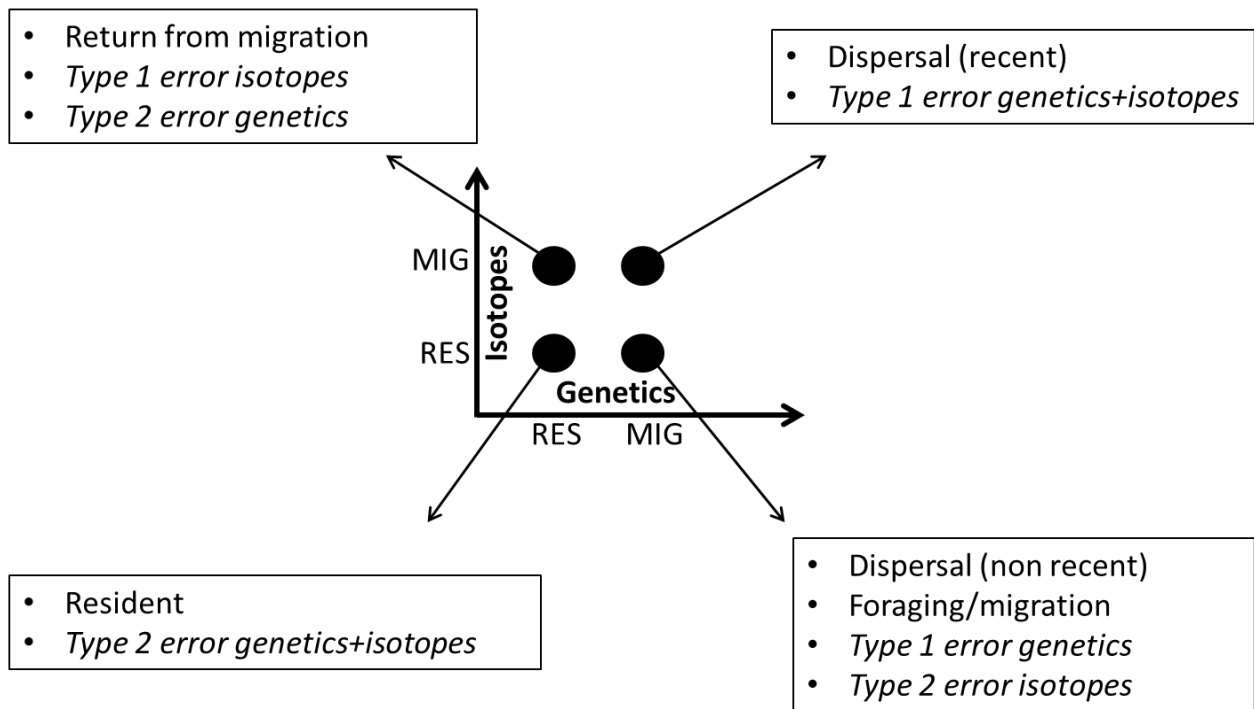 • Return from migration
• Type 1 error isotopes
• Type 2 error genetics
• Dispersal (recent)
• Type 1 error genetics+isotopes
MIG
RES
Isotopes
Genetics
RES
MIG
• Resident
• Type 2 error genetics+isotopes
• Dispersal (non recent)
• Foraging/migration
• Type 1 error genetics
• Type 2 error isotopes